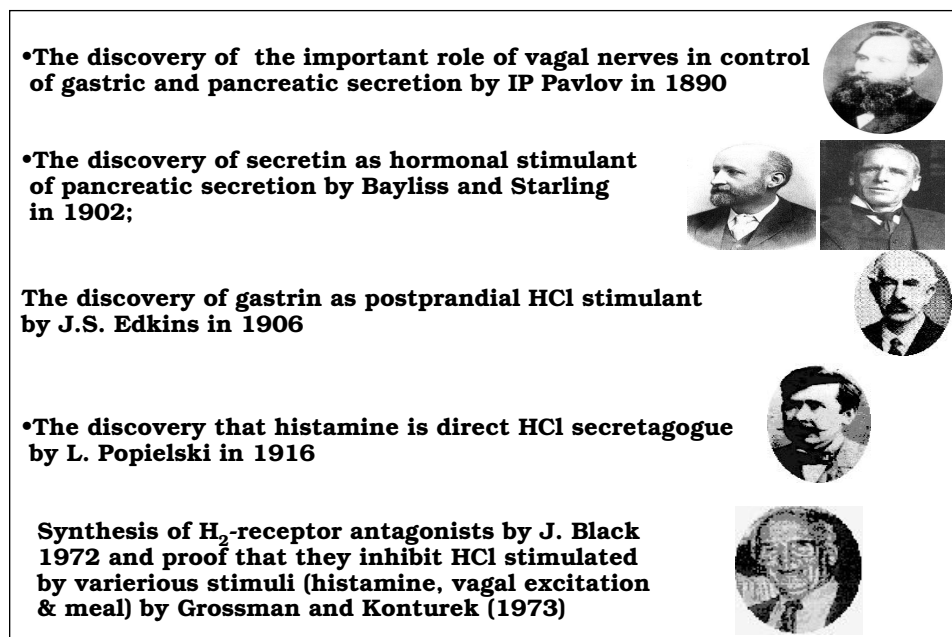 •The discovery of  the important role of vagal nerves in control
of gastric and pancreatic secretion by IP Pavlov in 1890
•The discovery of secretin as hormonal stimulant
of pancreatic secretion by Bayliss and Starling
in 1902;
The discovery of gastrin as postprandial HCl stimulant
by J.S. Edkins in 1906
•The discovery that histamine is direct HCl secretagogue
by L. Popielski in 1916
Synthesis of H₂-receptor antagonists by J. Black
1972 and proof that they inhibit HCl stimulated
by varierious stimuli (histamine, vagal excitation
& meal) by Grossman and Konturek (1973)